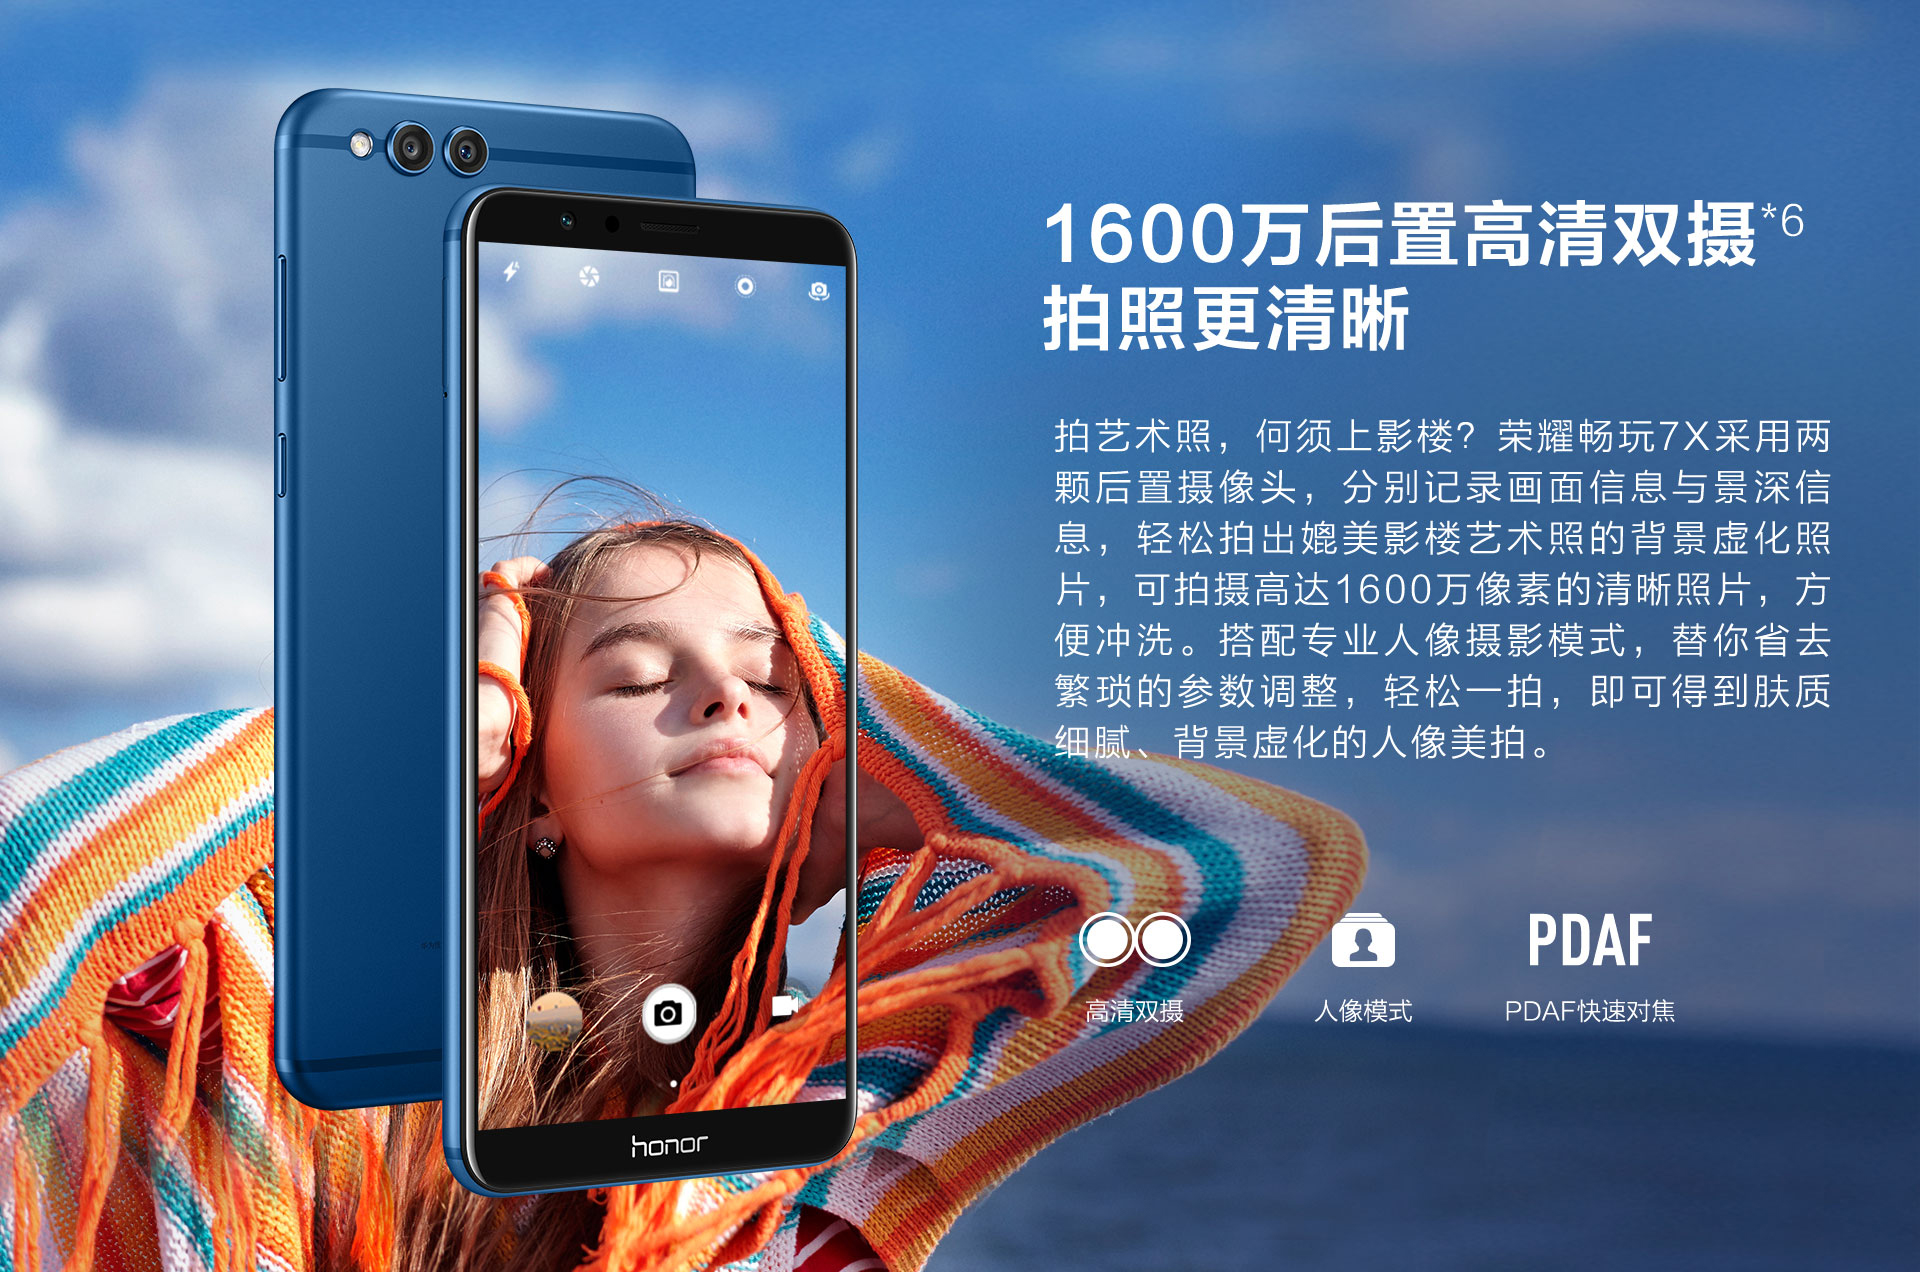 1600万后置高清双摄*6
拍照更清晰
拍艺术照，何须上影楼？荣耀畅玩7X采用两
颗后置摄像头，分别记录画面信息与景深信
息，轻松拍出媲美影楼艺术照的背景虚化照
片，可拍摄高达1600万像素的清晰照片，方
便冲洗。搭配专业人像摄影模式，替你省去
繁琐的参数调整，轻松一拍，即可得到肤质
细腻、背景虚化的人像美拍。
PDAF
高清双摄 人像模式 PDAF快速对焦
honor